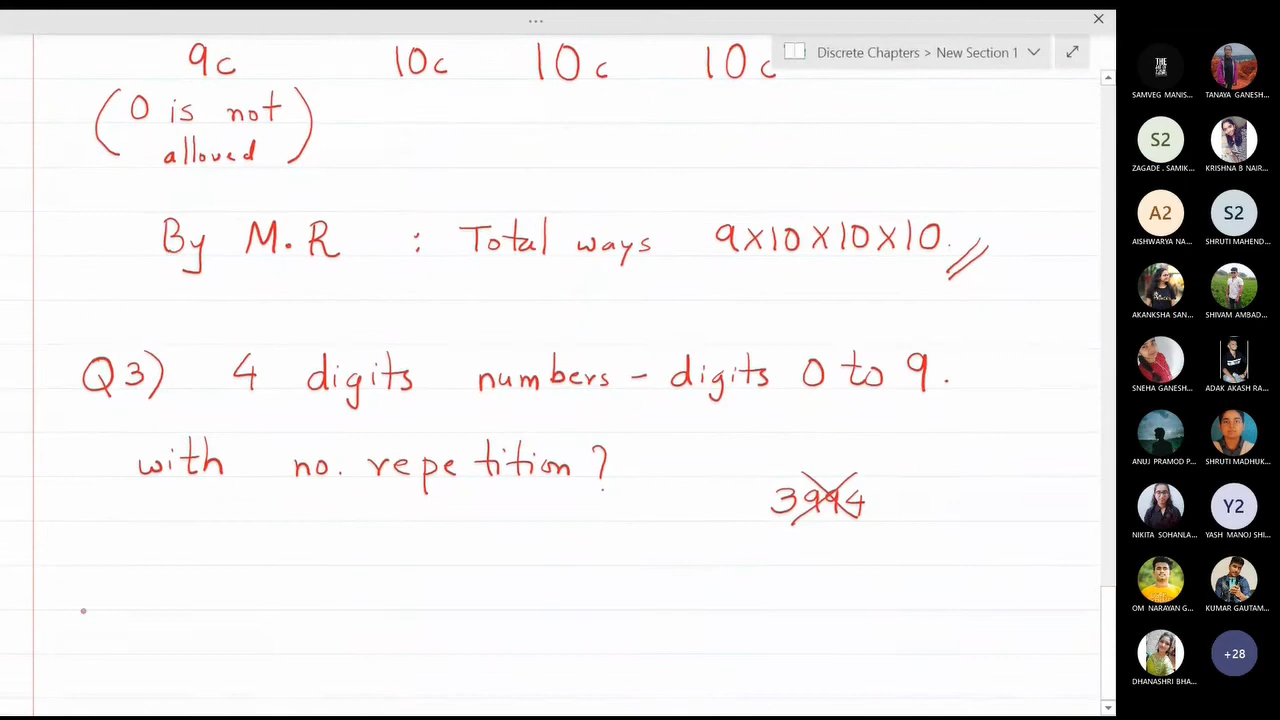 ...
Discrete Chapters > New Section 1
9c 10c 10c 10c
(0 is not
alloved)
By M.R : Total ways 9x10x10x10.
Q3) 4 digits numbers - digits 0 to 9.
with no. repetition?
3994
THE
SAMVEG MANIS...
TANAYA GANESH...
S2
ZAGADE . SAMIK...
KRISHNA B NAIR...
A2
AISHWARYA NA...
S2
SHRUTI MAHEND...
AKANKSHA SAN...
SHIVAM AMBAD...
SNEHA GANESH...
ADAK AKASH RA...
ANUJ PRAMOD P...
SHRUTI MADHUK...
NIKITA SOHANLA...
Y2
YASH MANOJ SHI...
OM NARAYAN G...
KUMAR GAUTAM...
DHANASHRI BHA...
+28